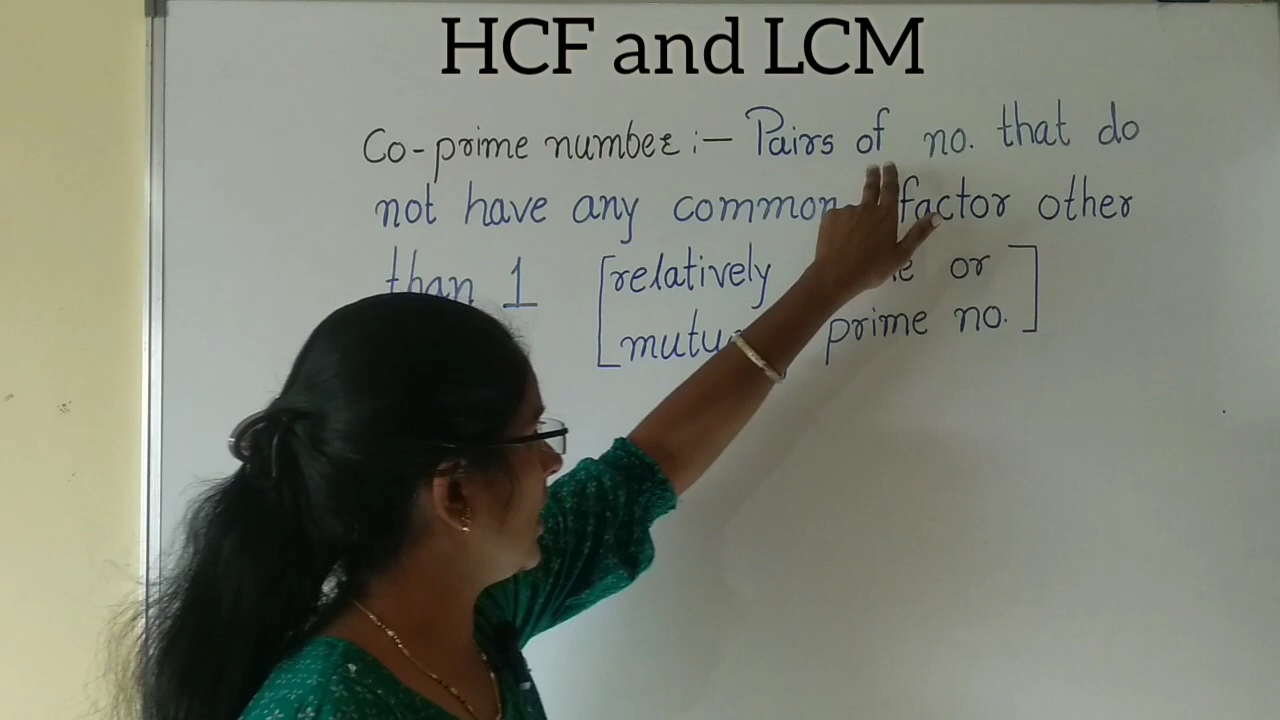 HCF and LCM
Co-prime number :- Pairs of no. that do
not have any common factor other
than 1 [relatively or]
prime no.